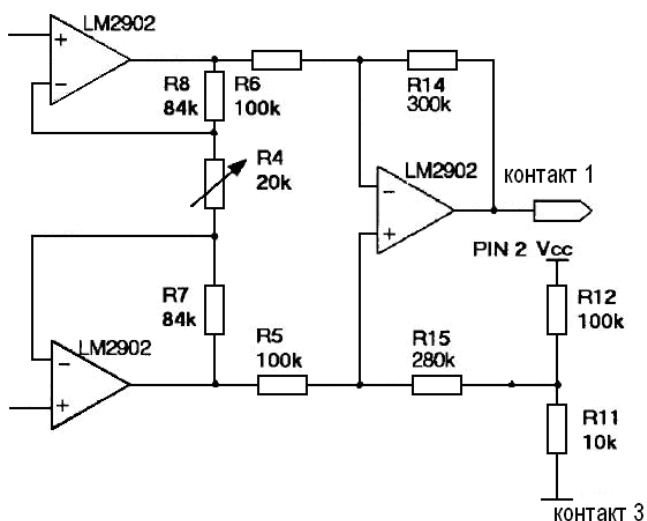 LM2902
+
−
R8
84k
R6
100k
R14
300k
R4
20k
LM2902
−
+
контакт 1
PIN 2 Vcc
R7
84k
R12
100k
LM2902
−
+
R5
100k
R15
280k
R11
10k
контакт 3